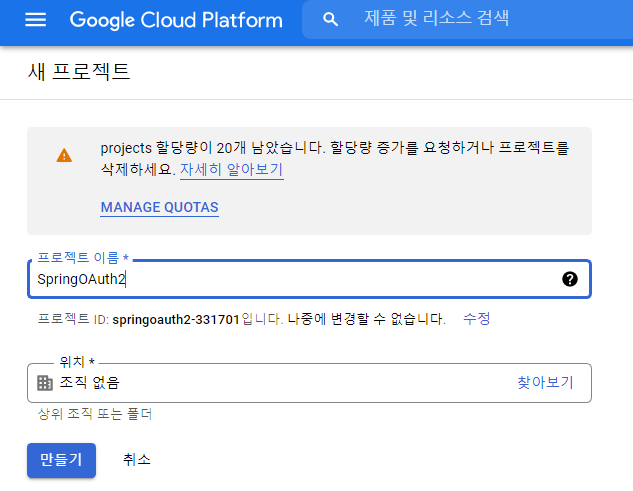 Google Cloud Platform
제품 및 리소스 검색
새 프로젝트
projects 할당량이 20개 남았습니다. 할당량 증가를 요청하거나 프로젝트를
삭제하세요. 자세히 알아보기
MANAGE QUOTAS
프로젝트 이름 *
SpringOAuth2
프로젝트 ID: springoauth2-331701입니다. 나중에 변경할 수 없습니다. 수정
위치 *
조직 없음 찾아보기
상위 조직 또는 폴더
만들기 취소